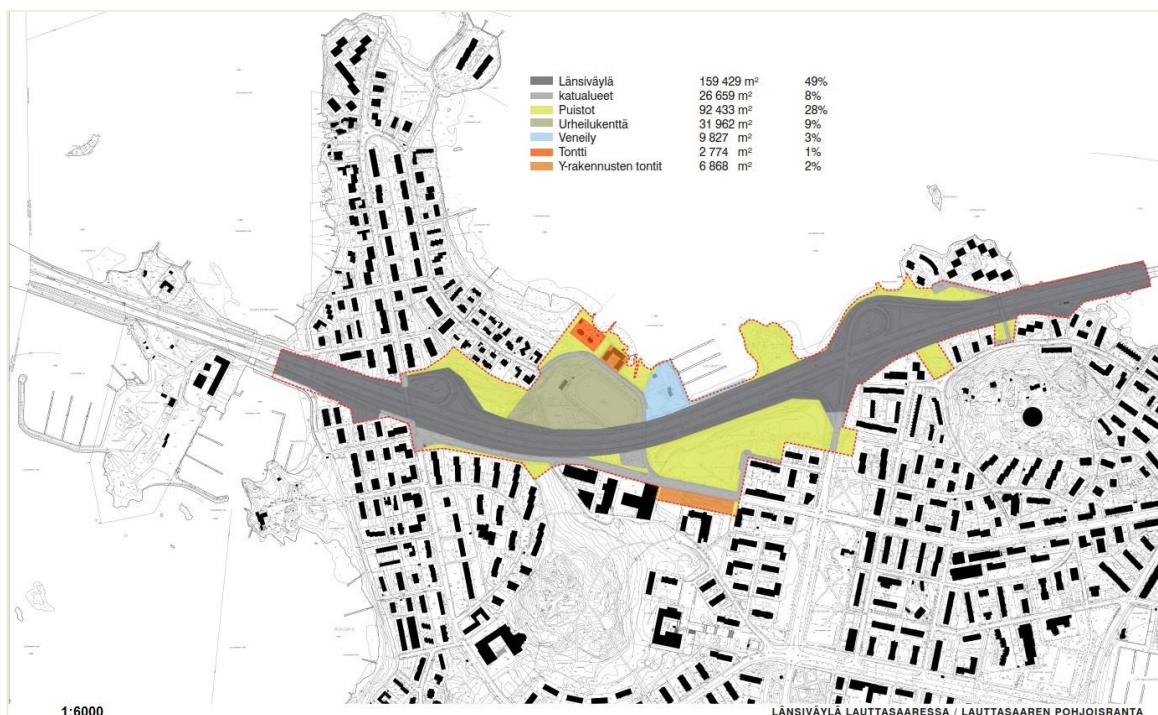 Länsiväylä 159 429 m² 49%
katualueet 26 659 m² 8%
Puistot 92 433 m² 28%
Urheilukenttä 31 962 m² 9%
Veneily 9 827 m² 3%
Tontti 2 774 m² 1%
Y-rakennusten tontit 6 868 m² 2%
1:6000
LÄNSIVÄYLÄ LAUTTASAARESSA / LAUTTASAAREN POHJOISRANTA